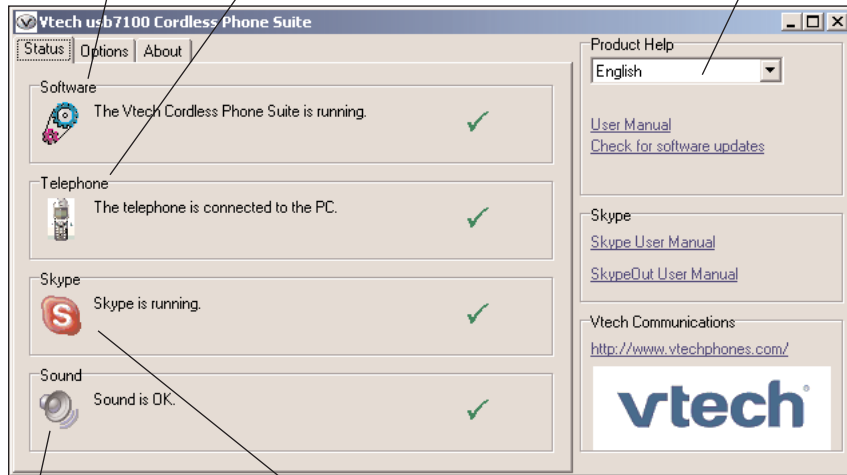 Vtech usb7100 Cordless Phone Suite
Status Options About
Software
The Vtech Cordless Phone Suite is running.
Telephone
The telephone is connected to the PC.
Skype
Skype is running.
Sound
Sound is OK.
Product Help
English
User Manual
Check for software updates
Skype
Skype User Manual
SkypeOut User Manual
Vtech Communications
http://www.vtechphones.com/
vtech